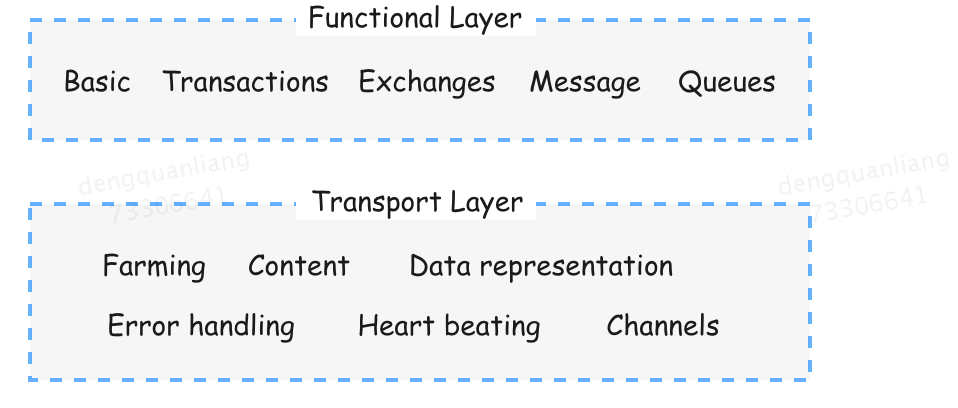 Functional Layer
Basic Transactions Exchanges Message Queues
dengquanliang
73306641
dengquanliang
73306641
Transport Layer
Farming Content Data representation
Error handling Heart beating Channels